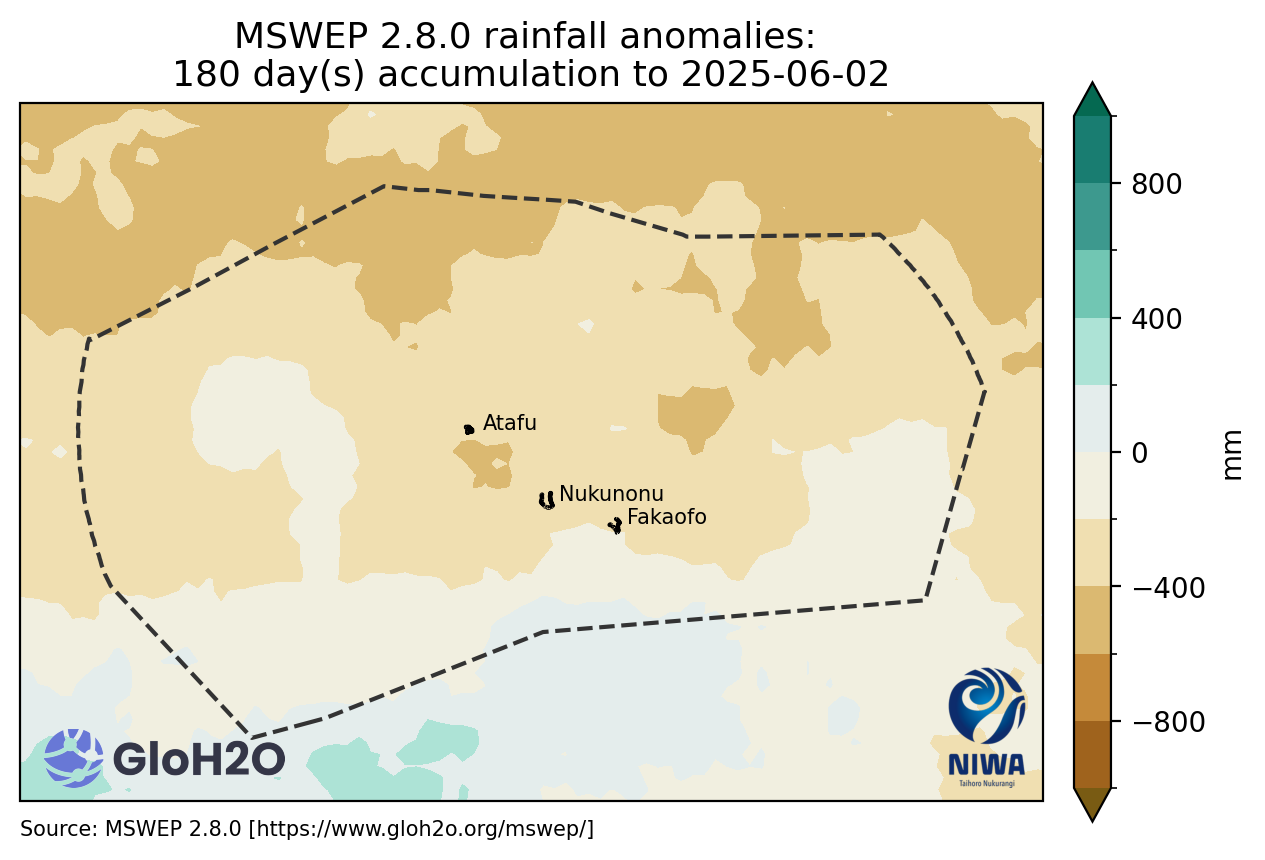 MSWEP 2.8.0 rainfall anomalies:
180 day(s) accumulation to 2025-06-02
800
400
0
−400
−800
mm
Atafu
Nukunonu
Fakaofo
GloH2O
NIWA
Taihoro Nukurangi
Source: MSWEP 2.8.0 [https://www.gloh2o.org/mswep/]